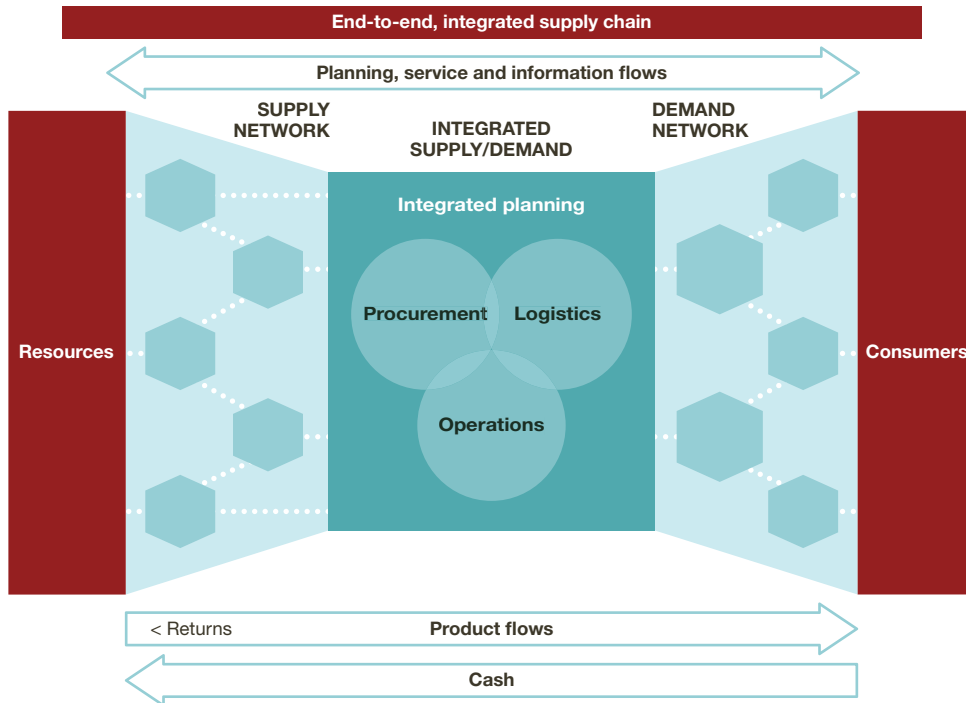 End-to-end, integrated supply chain
Planning, service and information flows
SUPPLY
NETWORK
INTEGRATED
SUPPLY/DEMAND
DEMAND
NETWORK
Integrated planning
Procurement
Logistics
Operations
Resources
Consumers
< Returns
Product flows
Cash